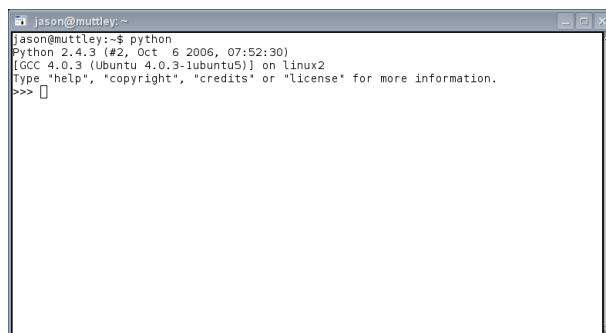 jason@muttley: ~
jason@muttley:~$ python
Python 2.4.3 (#2, Oct  6 2006, 07:52:30)
[GCC 4.0.3 (Ubuntu 4.0.3-1ubuntu5)] on linux2
Type "help", "copyright", "credits" or "license" for more information.
>>>